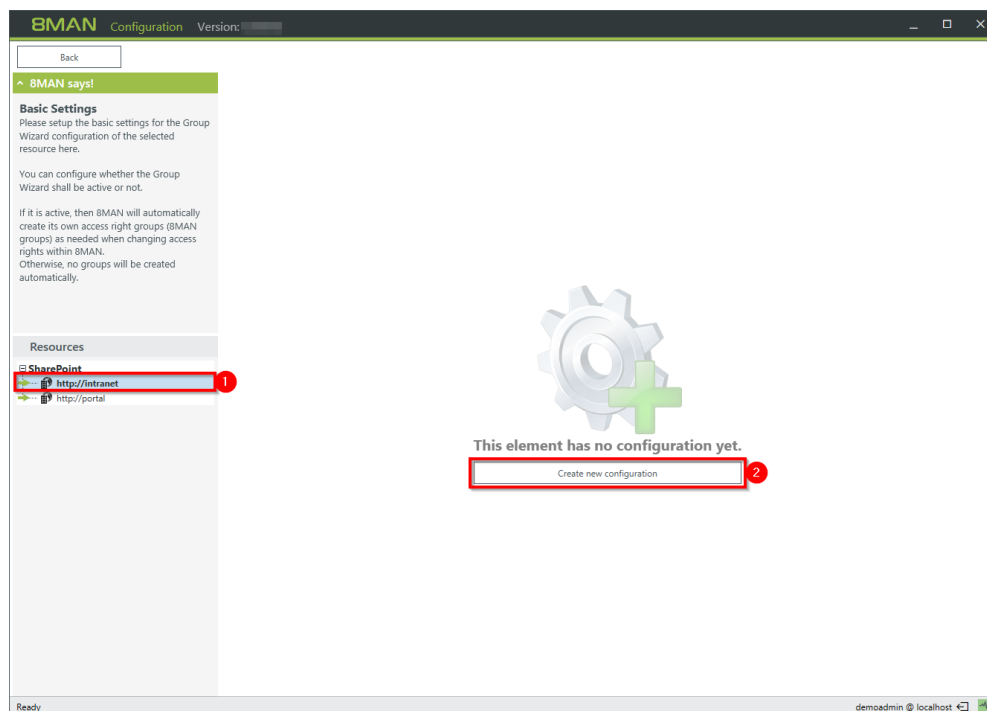 8MAN Configuration Version:
Back
8MAN says!
Basic Settings
Please setup the basic settings for the Group
Wizard configuration of the selected
resource here.
You can configure whether the Group
Wizard shall be active or not.
If it is active, then 8MAN will automatically
create its own access right groups (8MAN
groups) as needed when changing access
rights within 8MAN.
Otherwise, no groups will be created
automatically.
Resources
SharePoint
http://intranet
1
http://portal
This element has no configuration yet.
Create new configuration
2
Ready
demoadmin @ localhost